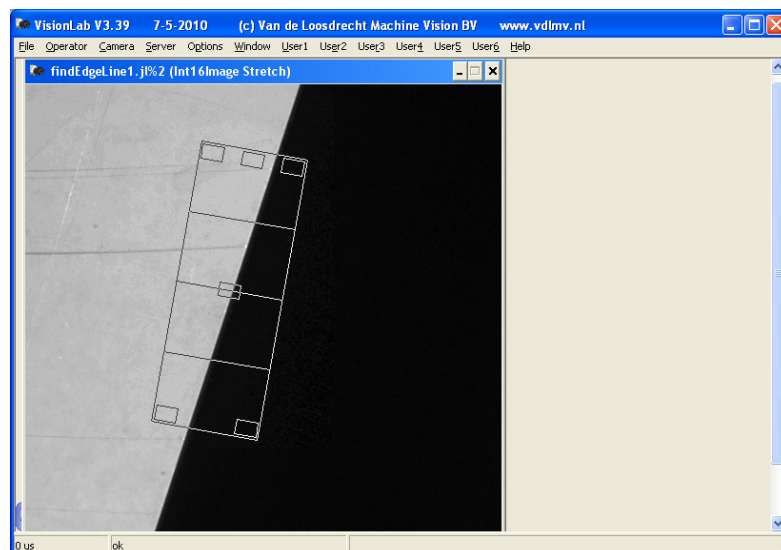 VisionLab V3.39 7-5-2010 (c) Van de Loosdrecht Machine Vision BV www.vdlmv.nl
File Operator Camera Server Options Window User1 User2 User3 User4 User5 User6 Help
findEdgeLine1.jl%2 (Int16Image Stretch)
0 us ok